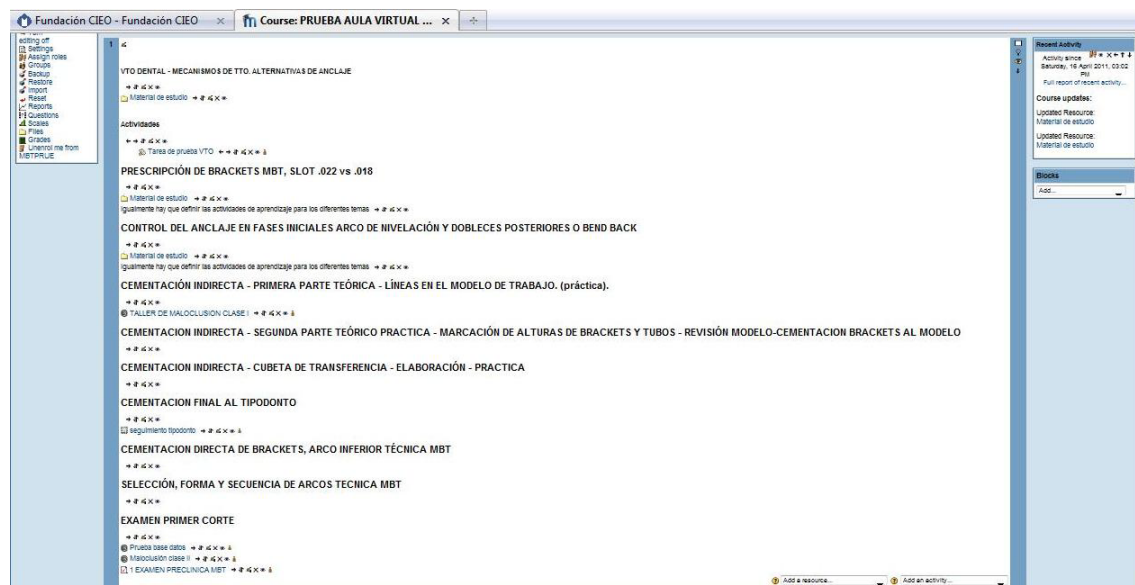 Fundación CIEO - Fundación CIEO
Course: PRUEBA AULA VIRTUAL ...
editing off
Settings
Assign roles
Groups
Backup
Restore
Import
Reset
Reports
Questions
Scales
Files
Grades
Unenrol me from
MBTPRUE
1
VTO DENTAL - MECANISMOS DE TTO. ALTERNATIVAS DE ANCLAJE
Material de estudio
Actividades
Tarea de prueba VTO
PRESCRIPCIÓN DE BRACKETS MBT, SLOT .022 vs .018
Material de estudio
Igualmente hay que definir las actividades de aprendizaje para los diferentes temas
CONTROL DEL ANCLAJE EN FASES INICIALES ARCO DE NIVELACIÓN Y DOBLECES POSTERIORES O BEND BACK
Material de estudio
Igualmente hay que definir las actividades de aprendizaje para los diferentes temas
CEMENTACIÓN INDIRECTA - PRIMERA PARTE TEÓRICA - LÍNEAS EN EL MODELO DE TRABAJO. (práctica).
TALLER DE MALOCLUSION CLASE I
CEMENTACION INDIRECTA - SEGUNDA PARTE TEÓRICO PRACTICA - MARCACIÓN DE ALTURAS DE BRACKETS Y TUBOS - REVISIÓN MODELO-CEMENTACION BRACKETS AL MODELO
CEMENTACION INDIRECTA - CUBETA DE TRANSFERENCIA - ELABORACIÓN - PRACTICA
CEMENTACION FINAL AL TIPODONTO
seguimiento tipodonto
CEMENTACION DIRECTA DE BRACKETS, ARCO INFERIOR TÉCNICA MBT
SELECCIÓN, FORMA Y SECUENCIA DE ARCOS TECNICA MBT
EXAMEN PRIMER CORTE
Prueba base datos
Maloclusión clase II
1 EXAMEN PRECLINICA MBT
Add a resource...
Add an activity...
Recent Activity
Activity since
Saturday, 16 April 2011, 03:02
PM
Full report of recent activity...
Course updates:
Updated Resource:
Material de estudio
Updated Resource:
Material de estudio
Blocks
Add...